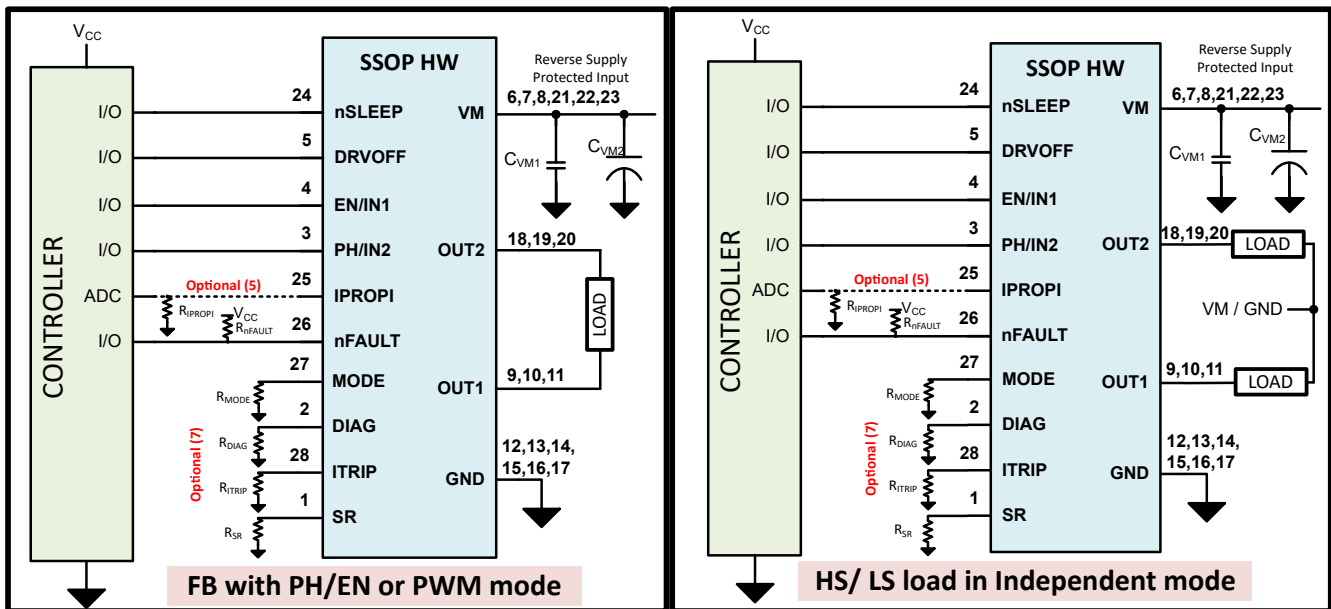 VCC
CONTROLLER
I/O
I/O
I/O
I/O
ADC
I/O
24
5
4
3
25
Optional (5)
RIPROPI
VCC
RnFAULT
26
27
RMODE
2
RDIAG
Optional (7)
28
RITRIP
1
RSR
SSOP HW
nSLEEP
DRVOFF
EN/IN1
PH/IN2
IPROPI
nFAULT
MODE
DIAG
ITRIP
SR
VM
OUT2
OUT1
GND
Reverse Supply
Protected Input
6,7,8,21,22,23
CVM1
CVM2
18,19,20
LOAD
9,10,11
12,13,14,
15,16,17
FB with PH/EN or PWM mode
VCC
CONTROLLER
I/O
I/O
I/O
I/O
ADC
I/O
24
5
4
3
25
Optional (5)
RIPROPI
VCC
RnFAULT
26
27
RMODE
2
RDIAG
Optional (7)
28
RITRIP
1
RSR
SSOP HW
nSLEEP
DRVOFF
EN/IN1
PH/IN2
IPROPI
nFAULT
MODE
DIAG
ITRIP
SR
VM
OUT2
OUT1
GND
Reverse Supply
Protected Input
6,7,8,21,22,23
CVM1
CVM2
18,19,20
LOAD
VM / GND
9,10,11
LOAD
12,13,14,
15,16,17
HS/ LS load in Independent mode